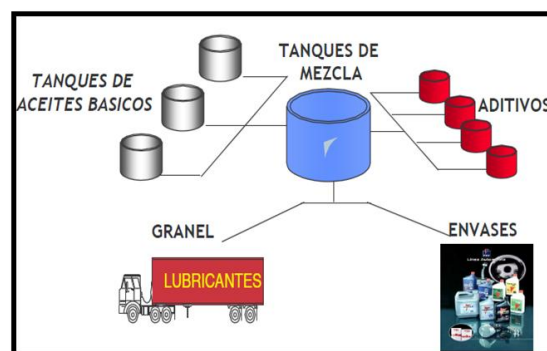 TANQUES DE
MEZCLA
TANQUES DE
ACEITES BASICOS
ADITIVOS
GRANEL
ENVASES
LUBRICANTES